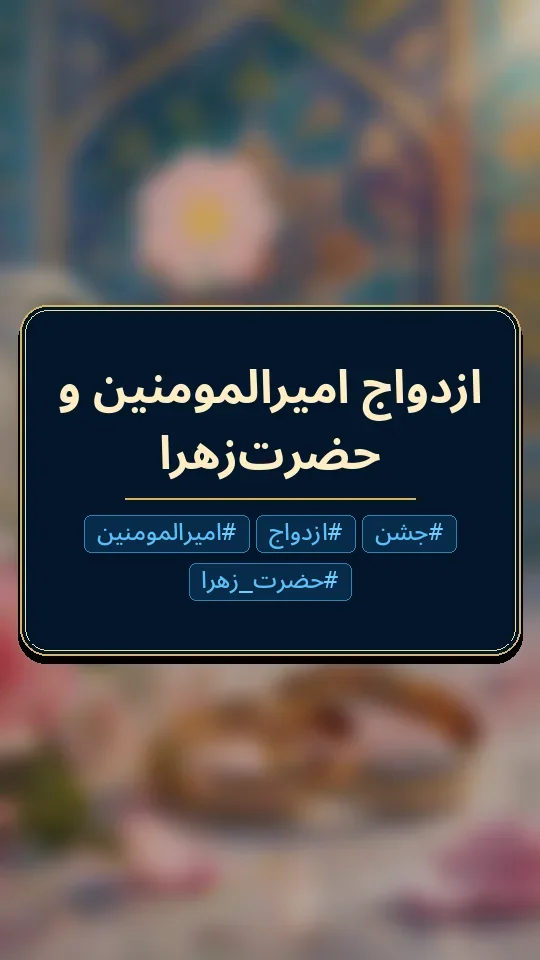 ازدواج امیرالمومنین و
حضرت‌زهرا
#جشن #ازدواج #امیرالمومنین
#حضرت_زهرا